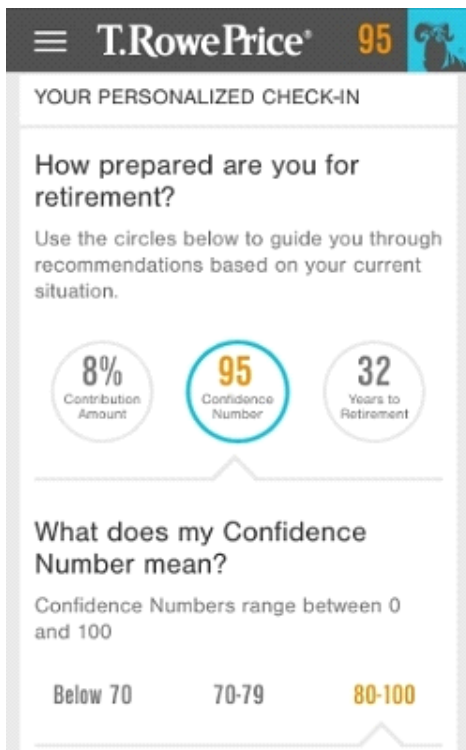 T.RowePrice® 95
YOUR PERSONALIZED CHECK-IN
How prepared are you for
retirement?
Use the circles below to guide you through
recommendations based on your current
situation.
8%
Contribution
Amount
95
Confidence
Number
32
Years to
Retirement
What does my Confidence
Number mean?
Confidence Numbers range between 0
and 100
Below 70 70-79 80-100